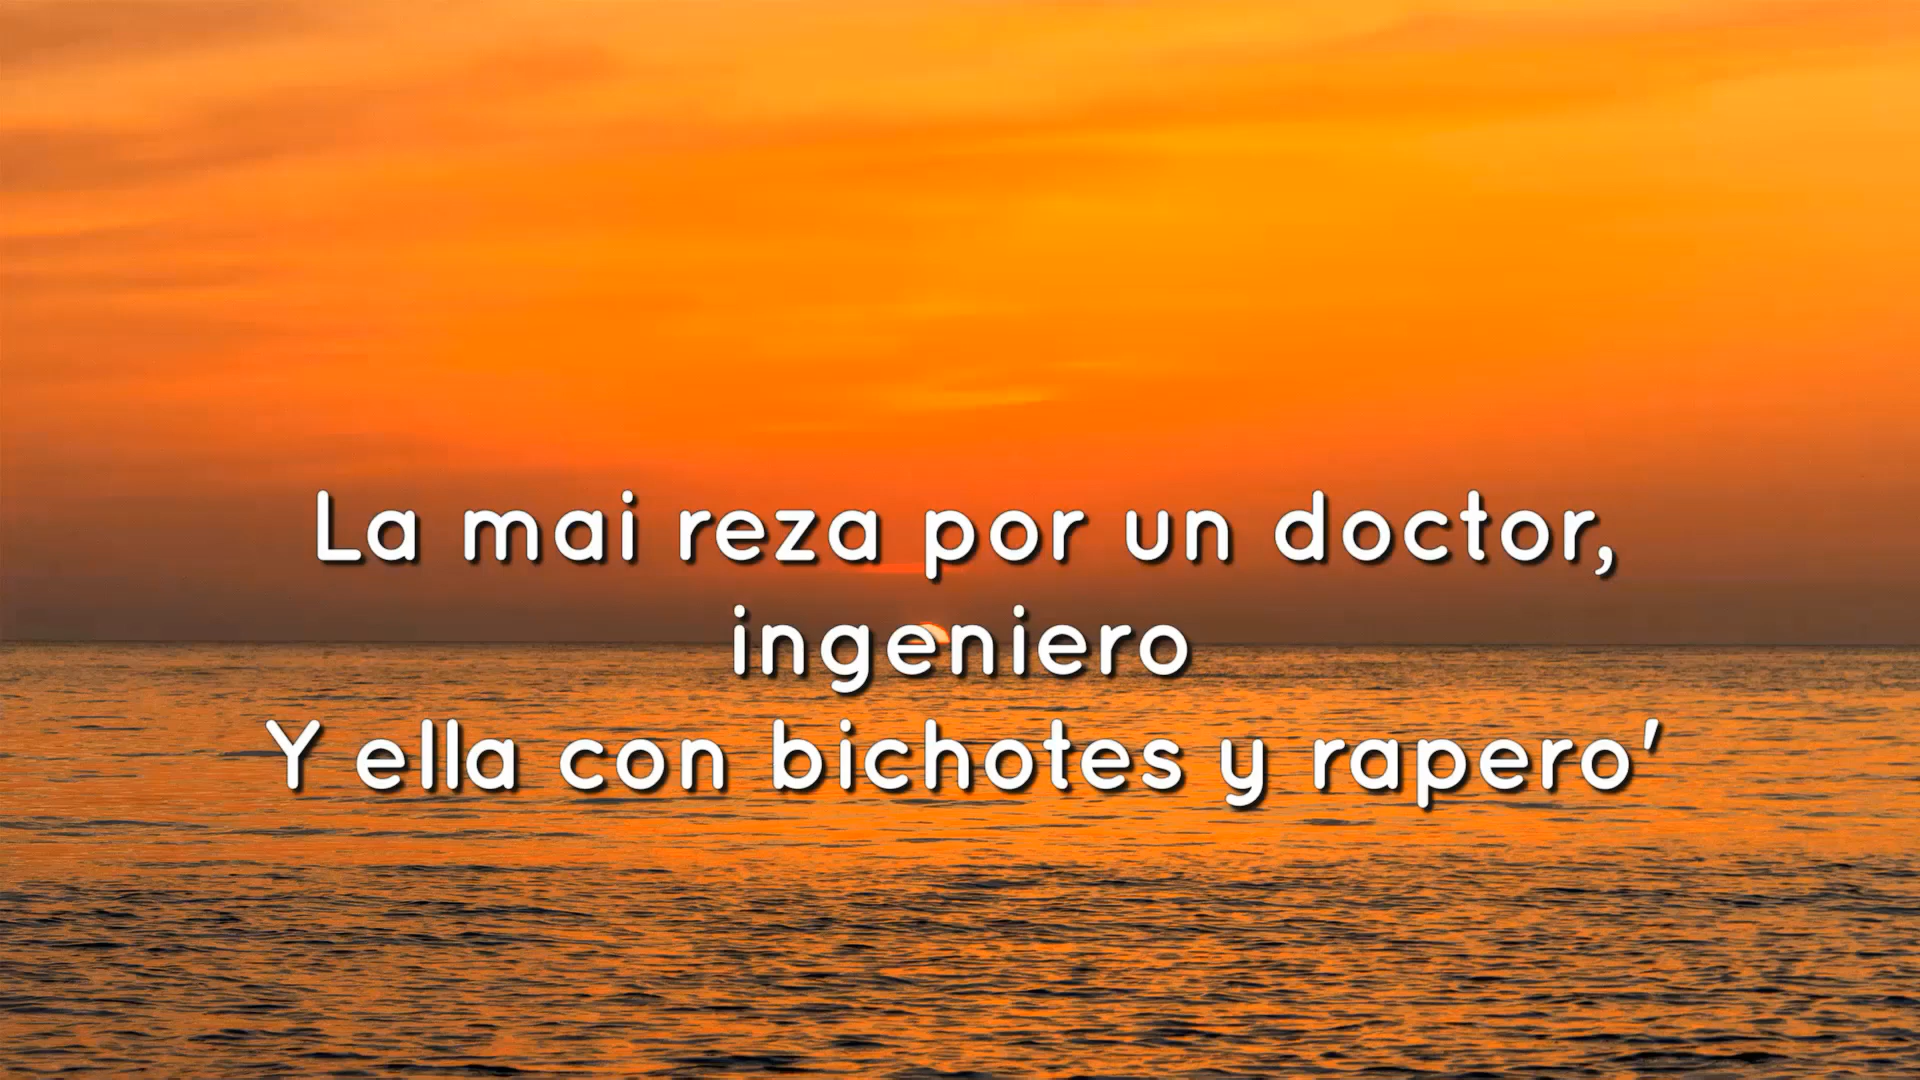 La mai reza por un doctor,
ingeniero
Y ella con bichotes y rapero'